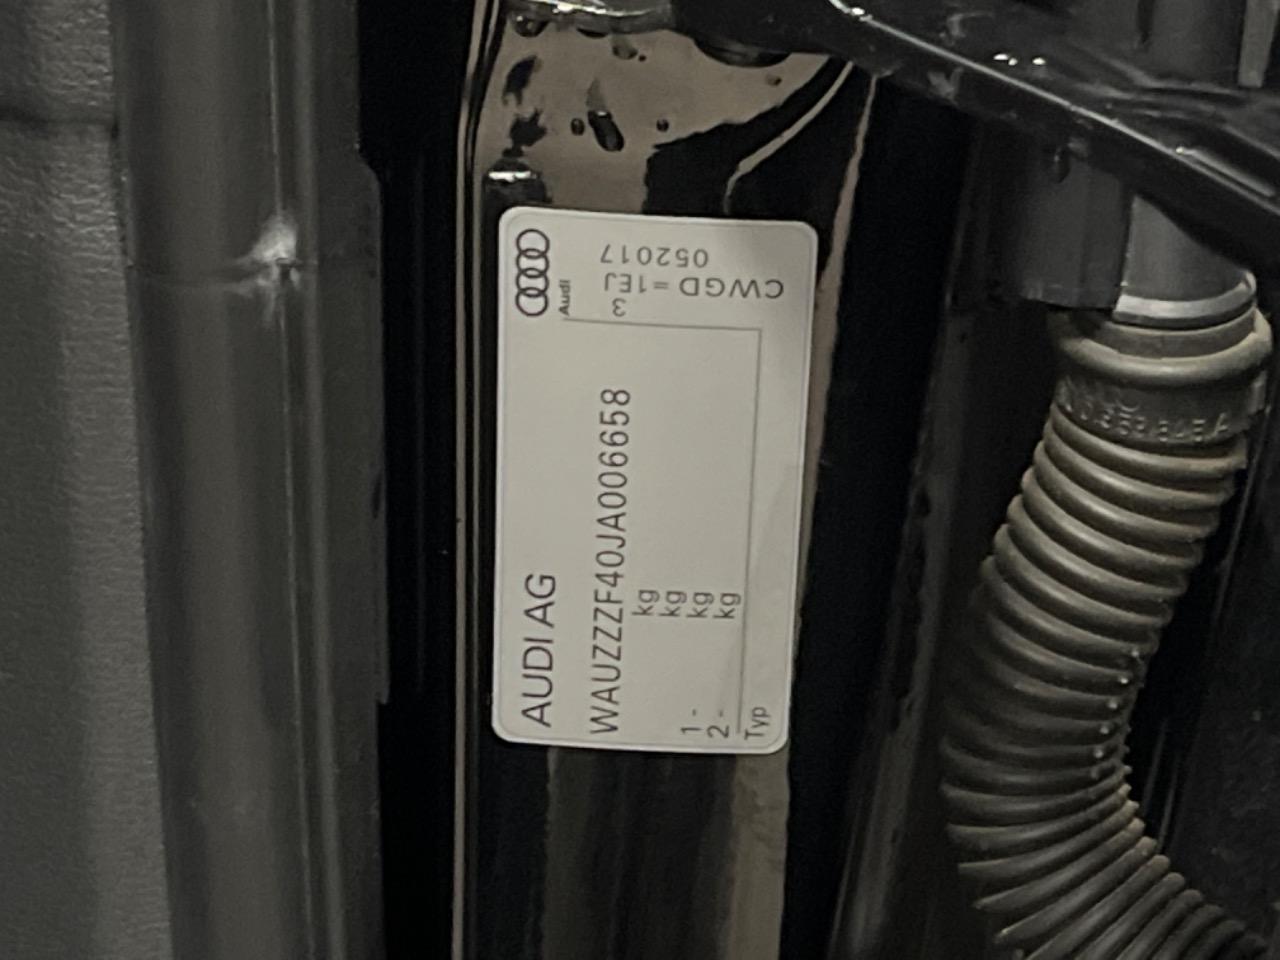 AUDI AG
WAUZZZF40JA006658
kg
kg
1- kg
2- kg
Typ
Audi
052017
CWGD =1EJ
3